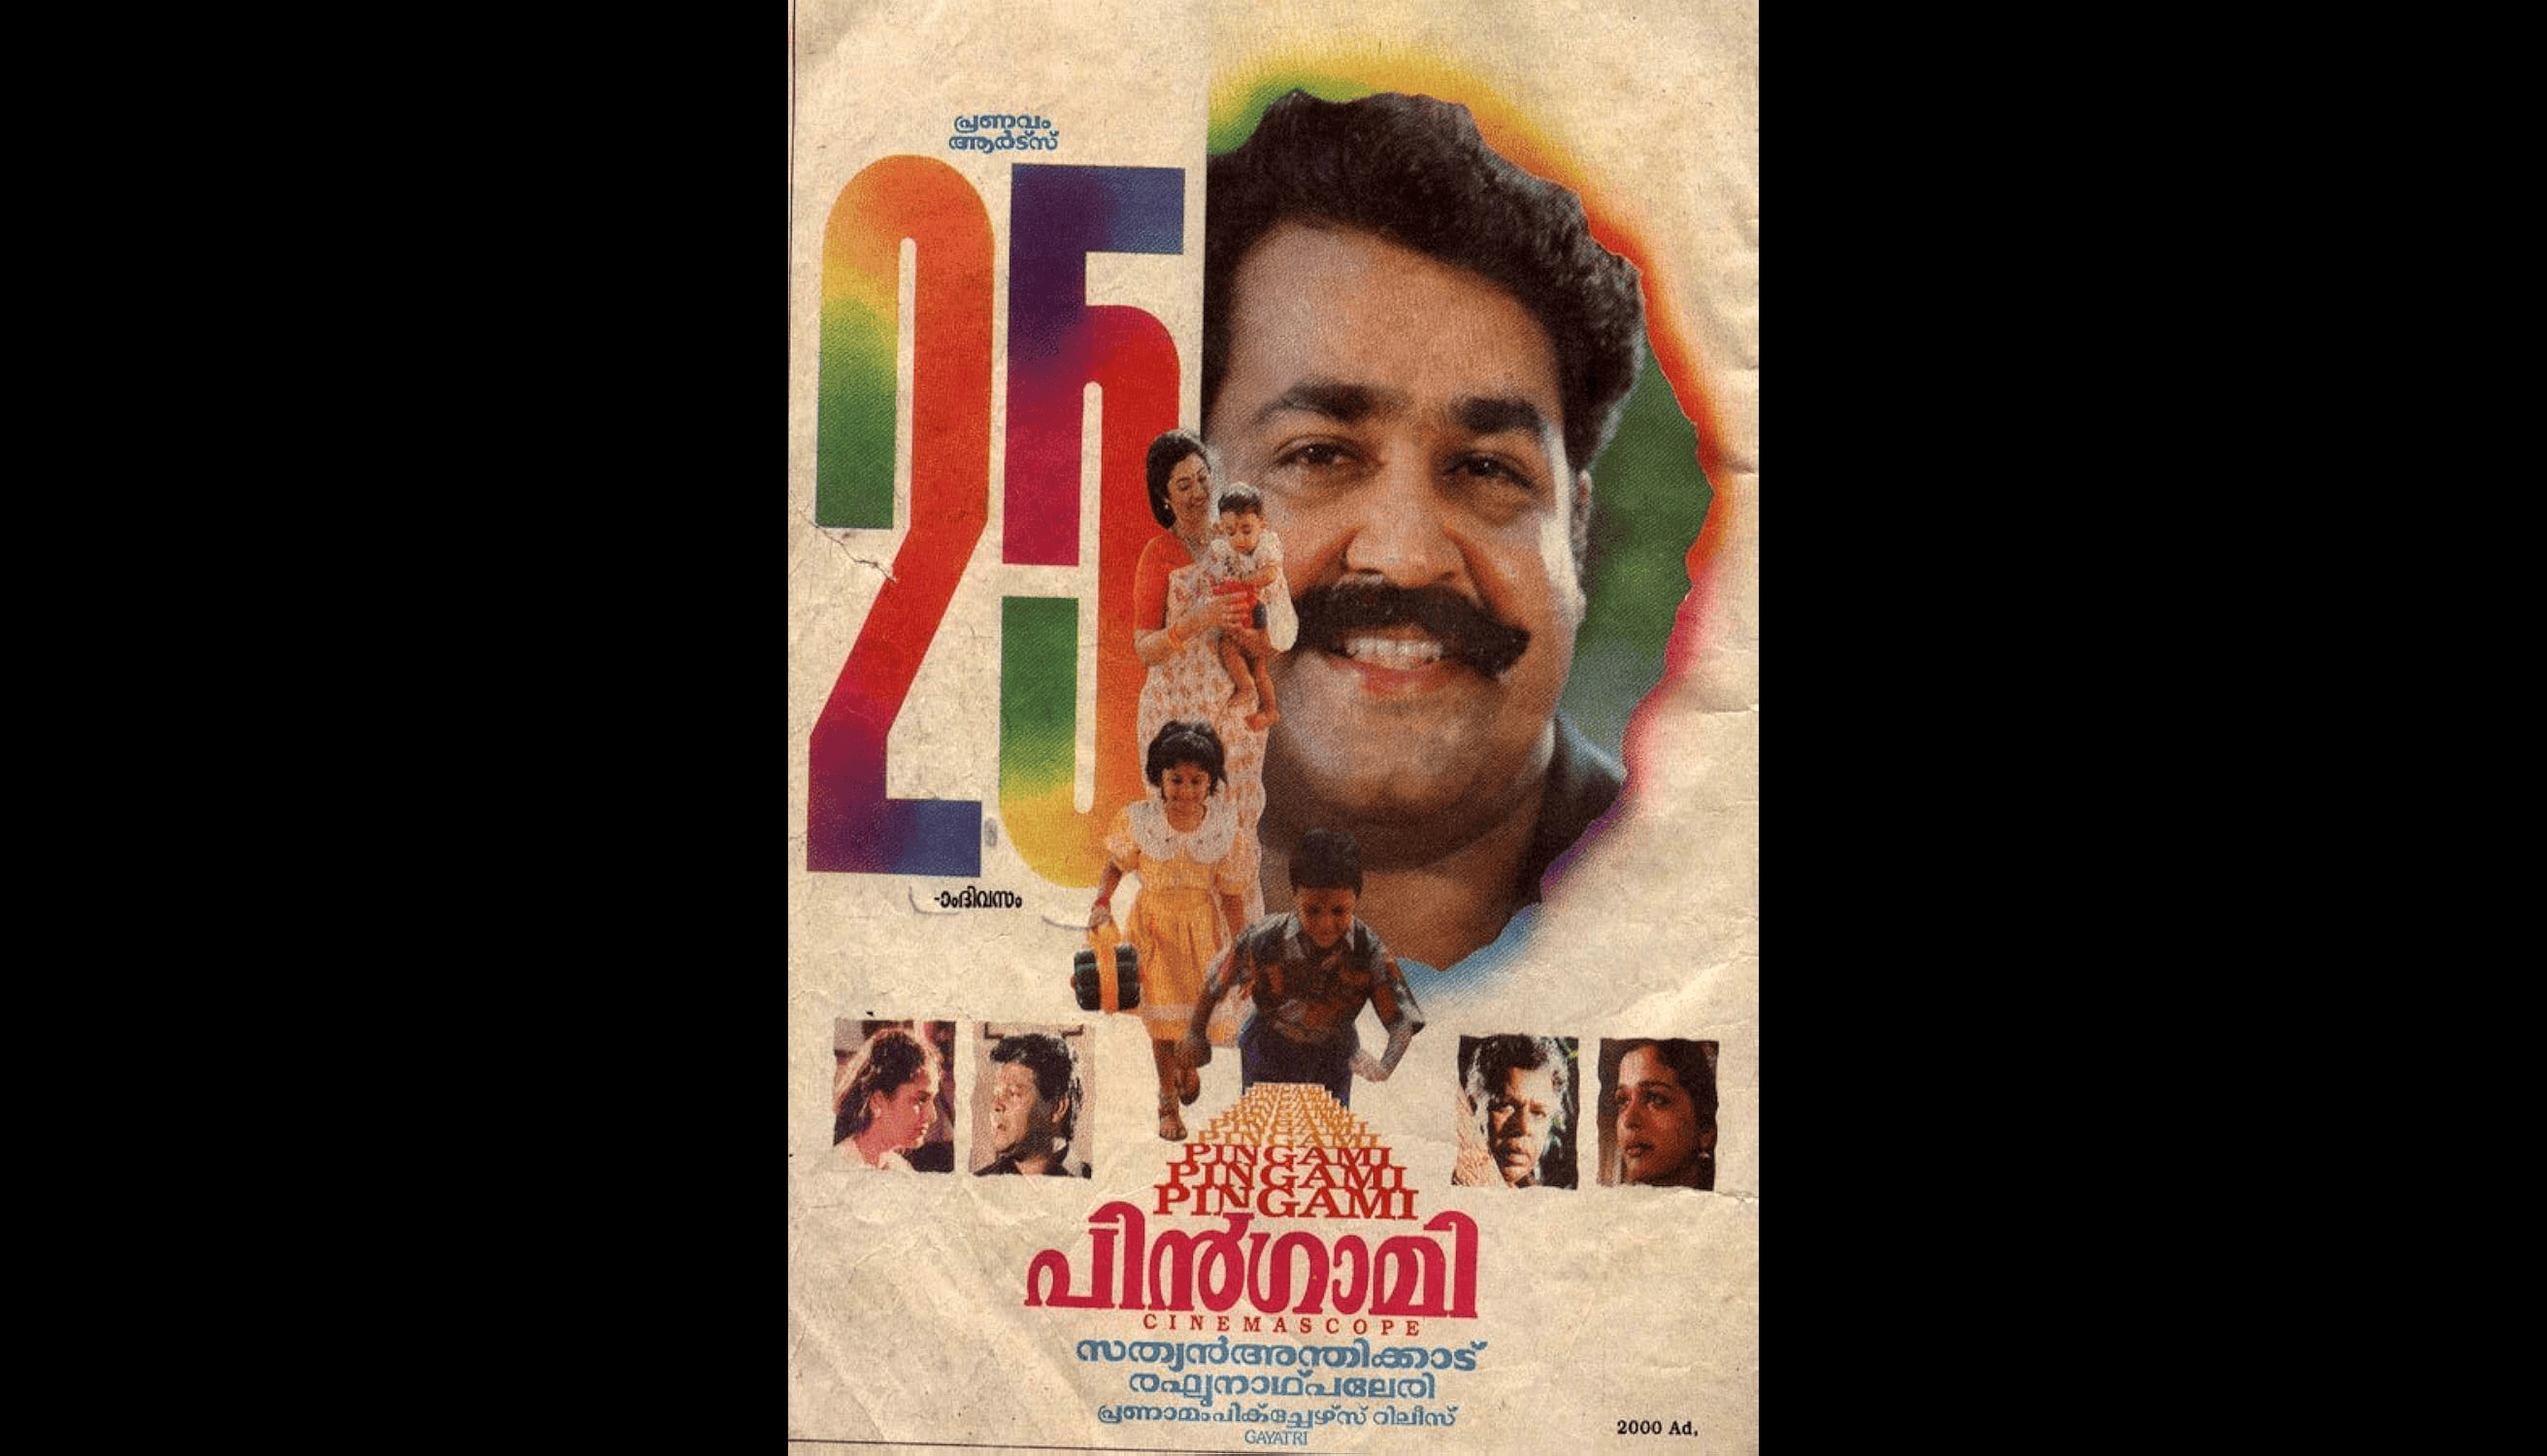 പ്രണവം
ആർട്സ്
25
-ാംദിവസം
PINGAMI
PINGAMI
PINGAMI
PINGAMI
പിൻഗാമി
CINEMASCOPE
സത്യൻഅന്തിക്കാട്
രഘുനാഥ്പലേരി
പ്രണാമംപിക്ചേഴ്സ് റിലീസ്
GAYATRI
2000 Ad,